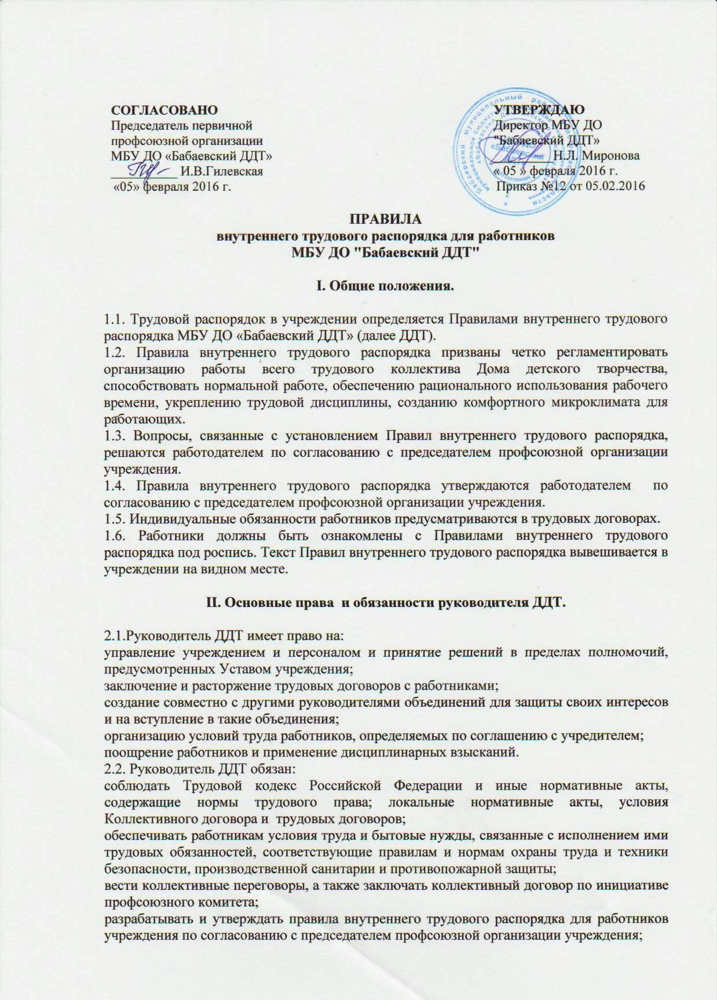 СОГЛАСОВАНО
Председатель первичной
профсоюзной организации
МБУ ДО «Бабаевский ДДТ»
__________ И.В.Гилевская
«05» февраля 2016 г.
УТВЕРЖДАЮ
Директор МБУ ДО
"Бабаевский ДДТ»
_________Н.Л. Миронова
« 05 » февраля 2016 г.
Приказ №12 от 05.02.2016
ПРАВИЛА
внутреннего трудового распорядка для работников
МБУ ДО "Бабаевский ДДТ"
I. Общие положения.
1.1. Трудовой распорядок в учреждении определяется Правилами внутреннего трудового
распорядка МБУ ДО «Бабаевский ДДТ» (далее ДДТ).
1.2. Правила внутреннего трудового распорядка призваны четко регламентировать
организацию работы всего трудового коллектива Дома детского творчества,
способствовать нормальной работе, обеспечению рационального использования рабочего
времени, укреплению трудовой дисциплины, созданию комфортного микроклимата для
работающих.
1.3. Вопросы, связанные с установлением Правил внутреннего трудового распорядка,
решаются работодателем по согласованию с председателем профсоюзной организации
учреждения.
1.4. Правила внутреннего трудового распорядка утверждаются работодателем по
согласованию с председателем профсоюзной организации учреждения.
1.5. Индивидуальные обязанности работников предусматриваются в трудовых договорах.
1.6. Работники должны быть ознакомлены с Правилами внутреннего трудового
распорядка под роспись. Текст Правил внутреннего трудового распорядка вывешивается в
учреждении на видном месте.
II. Основные права и обязанности руководителя ДДТ.
2.1.Руководитель ДДТ имеет право на:
управление учреждением и персоналом и принятие решений в пределах полномочий,
предусмотренных Уставом учреждения;
заключение и расторжение трудовых договоров с работниками;
создание совместно с другими руководителями объединений для защиты своих интересов
и на вступление в такие объединения;
организацию условий труда работников, определяемых по соглашению с учредителем;
поощрение работников и применение дисциплинарных взысканий.
2.2. Руководитель ДДТ обязан:
соблюдать Трудовой кодекс Российской Федерации и иные нормативные акты,
содержащие нормы трудового права; локальные нормативные акты, условия
Коллективного договора и трудовых договоров;
обеспечивать работникам условия труда и бытовые нужды, связанные с исполнением ими
трудовых обязанностей, соответствующие правилам и нормам охраны труда и техники
безопасности, производственной санитарии и противопожарной защиты;
вести коллективные переговоры, а также заключать коллективный договор по инициативе
профсоюзного комитета;
разрабатывать и утверждать правила внутреннего трудового распорядка для работников
учреждения по согласованию с председателем профсоюзной организации учреждения;